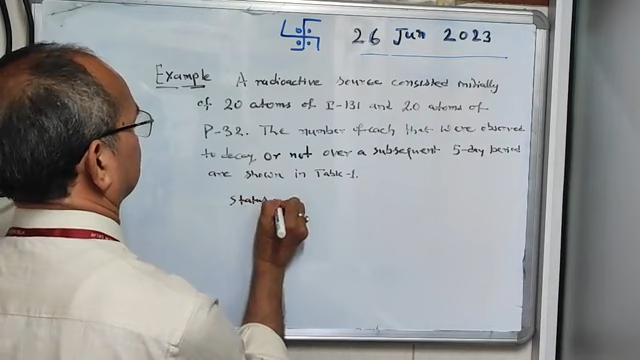 26 Jun 2023
Example A radioactive source consisted initially
of 20 atoms of I-131 and 20 atoms of
P-32. The number of each that were observed
to decay or not over a subsequent 5-day period
are shown in Table-1.
Status